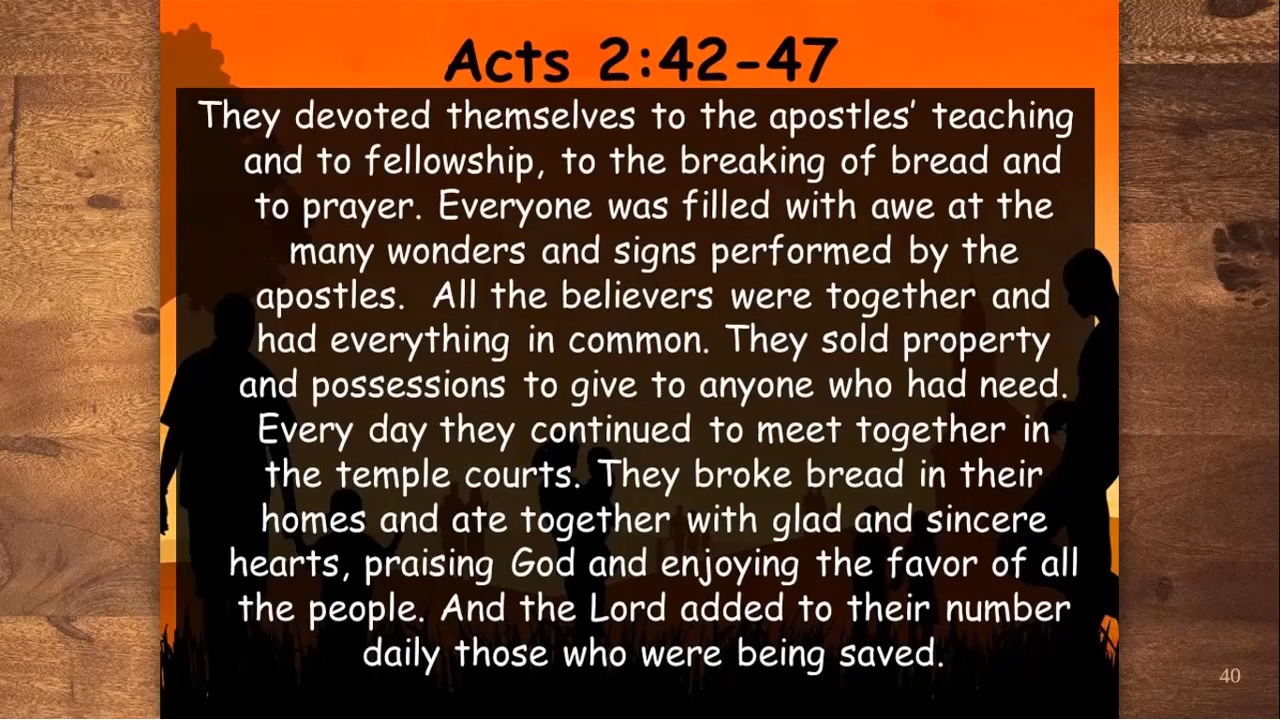 Acts 2:42-47
They devoted themselves to the apostles’ teaching
and to fellowship, to the breaking of bread and
to prayer. Everyone was filled with awe at the
many wonders and signs performed by the
apostles.  All the believers were together and
had everything in common. They sold property
and possessions to give to anyone who had need.
Every day they continued to meet together in
the temple courts. They broke bread in their
homes and ate together with glad and sincere
hearts, praising God and enjoying the favor of all
the people. And the Lord added to their number
daily those who were being saved.
40